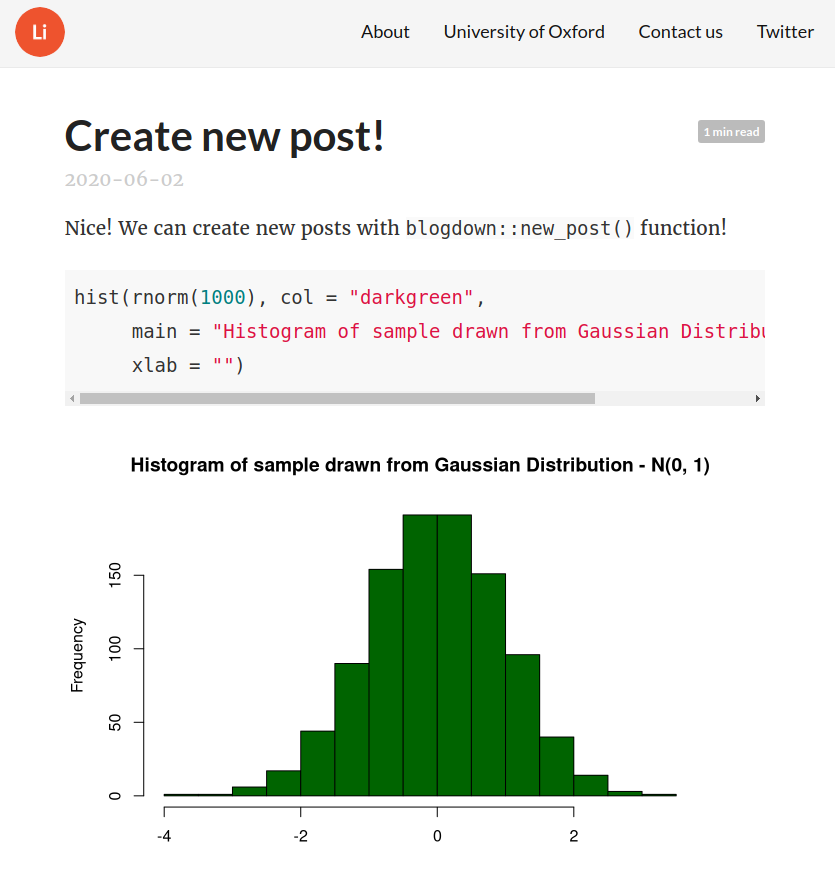 Li
About University of Oxford Contact us Twitter
Create new post!
1 min read
2020-06-02
Nice! We can create new posts with blogdown::new_post() function!
hist(rnorm(1000), col = "darkgreen",
main = "Histogram of sample drawn from Gaussian Distribu
xlab = "")
Histogram of sample drawn from Gaussian Distribution - N(0, 1)
Frequency
150
100
50
0
-4 -2 0 2